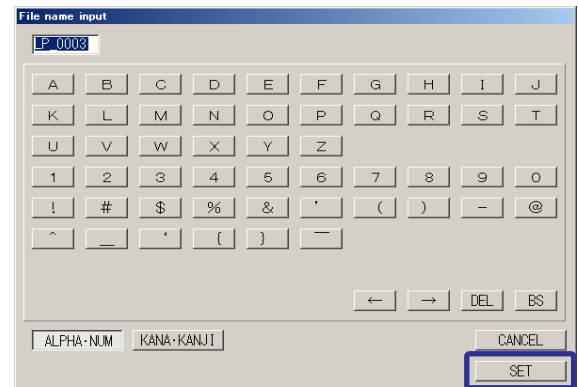 File name input
LP_0003
A B C D E F G H I J
K L M N O P Q R S T
U V W X Y Z
1 2 3 4 5 6 7 8 9 0
! # $ % & ' ( ) - @
^ _ ‘ { } ‾
← → DEL BS
ALPHA･NUM KANA･KANJI CANCEL
SET